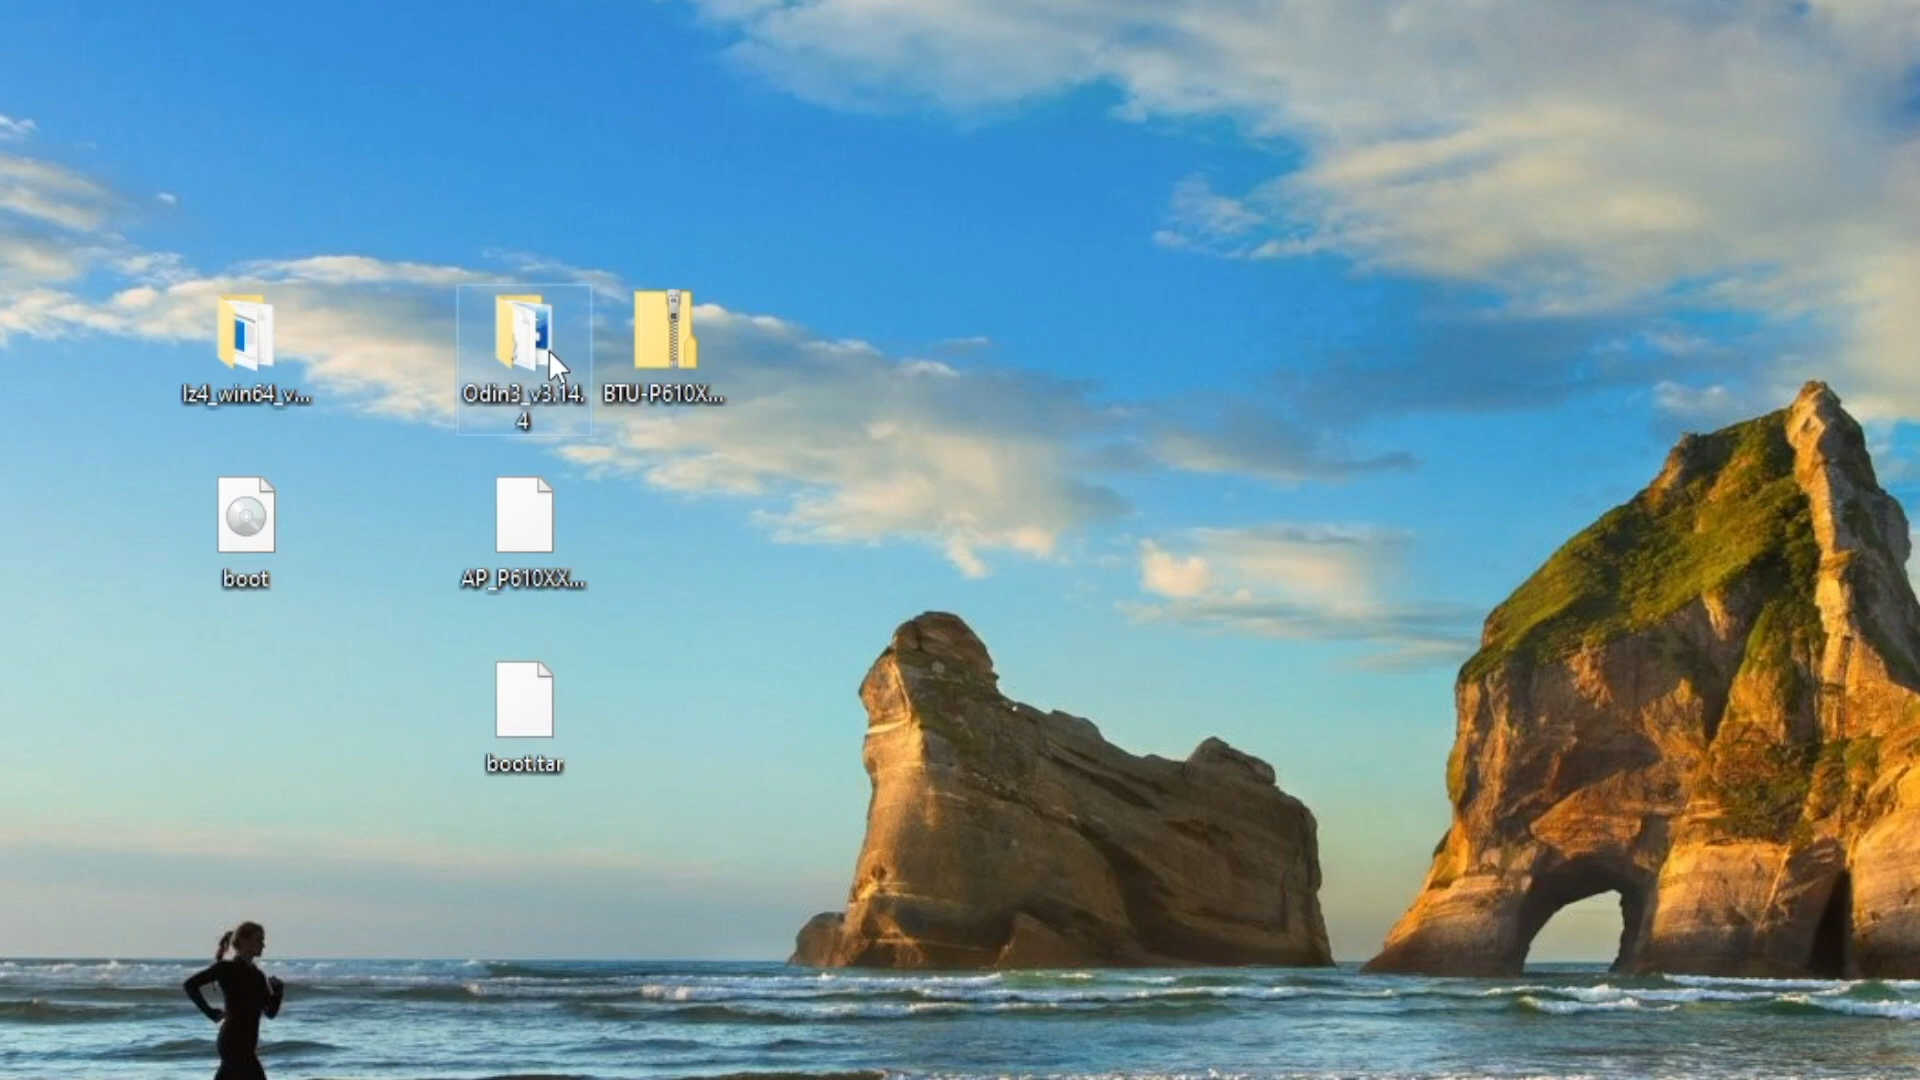 lz4_win64_v...
Odin3_v3.14.
4
BTU-P610X...
boot
AP_P610XX...
boot.tar